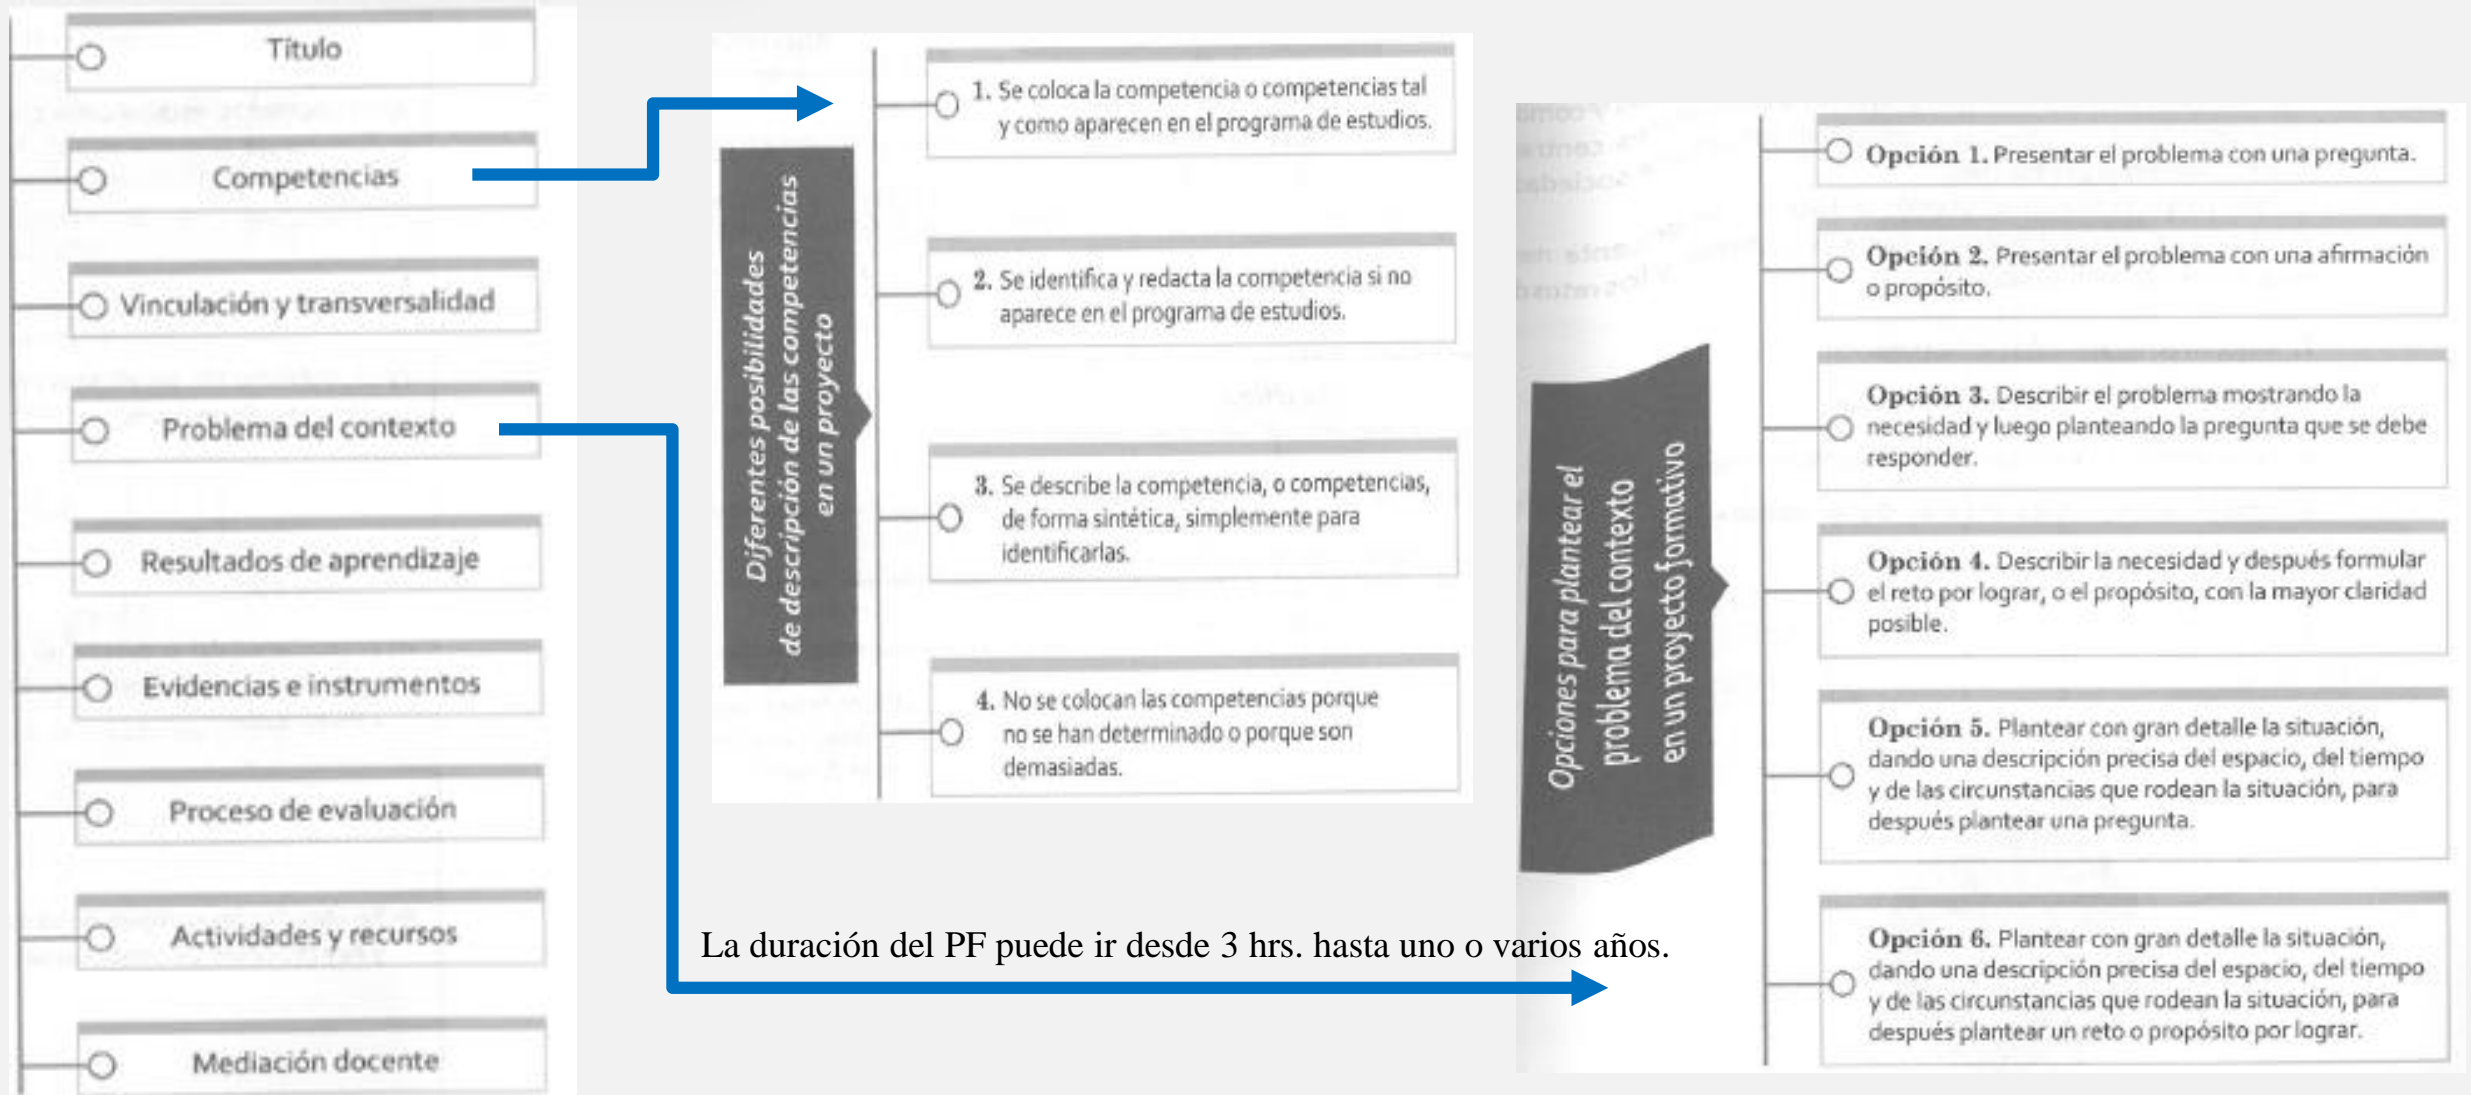 Título
Competencias
Vinculación y transversalidad
Problema del contexto
Resultados de aprendizaje
Evidencias e instrumentos
Proceso de evaluación
Actividades y recursos
Mediación docente
Diferentes posibilidades
de descripción de las competencias
en un proyecto
1. Se coloca la competencia o competencias tal
y como aparecen en el programa de estudios.
2. Se identifica y redacta la competencia si no
aparece en el programa de estudios.
3. Se describe la competencia, o competencias,
de forma sintética, simplemente para
identificarlas.
4. No se colocan las competencias porque
no se han determinado o porque son
demasiadas.
La duración del PF puede ir desde 3 hrs. hasta uno o varios años.
Opciones para plantear el
problema del contexto
en un proyecto formativo
Opción 1. Presentar el problema con una pregunta.
Opción 2. Presentar el problema con una afirmación
o propósito.
Opción 3. Describir el problema mostrando la
necesidad y luego planteando la pregunta que se debe
responder.
Opción 4. Describir la necesidad y después formular
el reto por lograr, o el propósito, con la mayor claridad
posible.
Opción 5. Plantear con gran detalle la situación,
dando una descripción precisa del espacio, del tiempo
y de las circunstancias que rodean la situación, para
después plantear una pregunta.
Opción 6. Plantear con gran detalle la situación,
dando una descripción precisa del espacio, del tiempo
y de las circunstancias que rodean la situación, para
después plantear un reto o propósito por lograr.